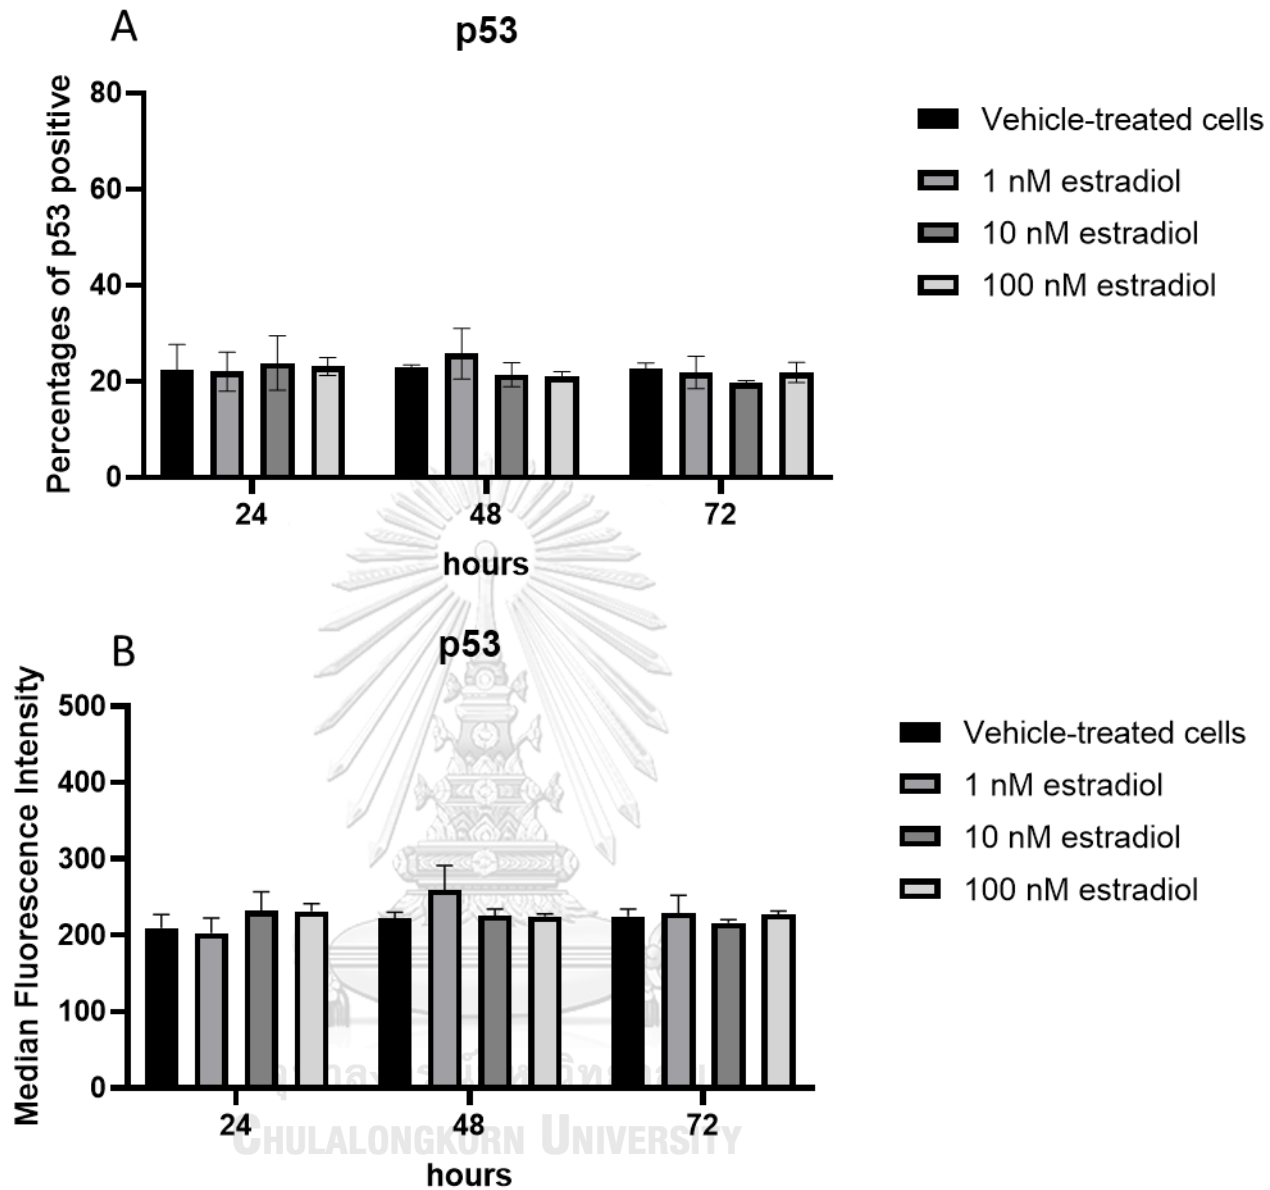 A
p53
Percentages of p53 positive
80
60
40
20
0
24 48 72
hours
Vehicle-treated cells
1 nM estradiol
10 nM estradiol
100 nM estradiol
B
p53
Median Fluorescence Intensity
500
400
300
200
100
0
24 48 72
hours
Vehicle-treated cells
1 nM estradiol
10 nM estradiol
100 nM estradiol
CHULALONGKORN UNIVERSITY